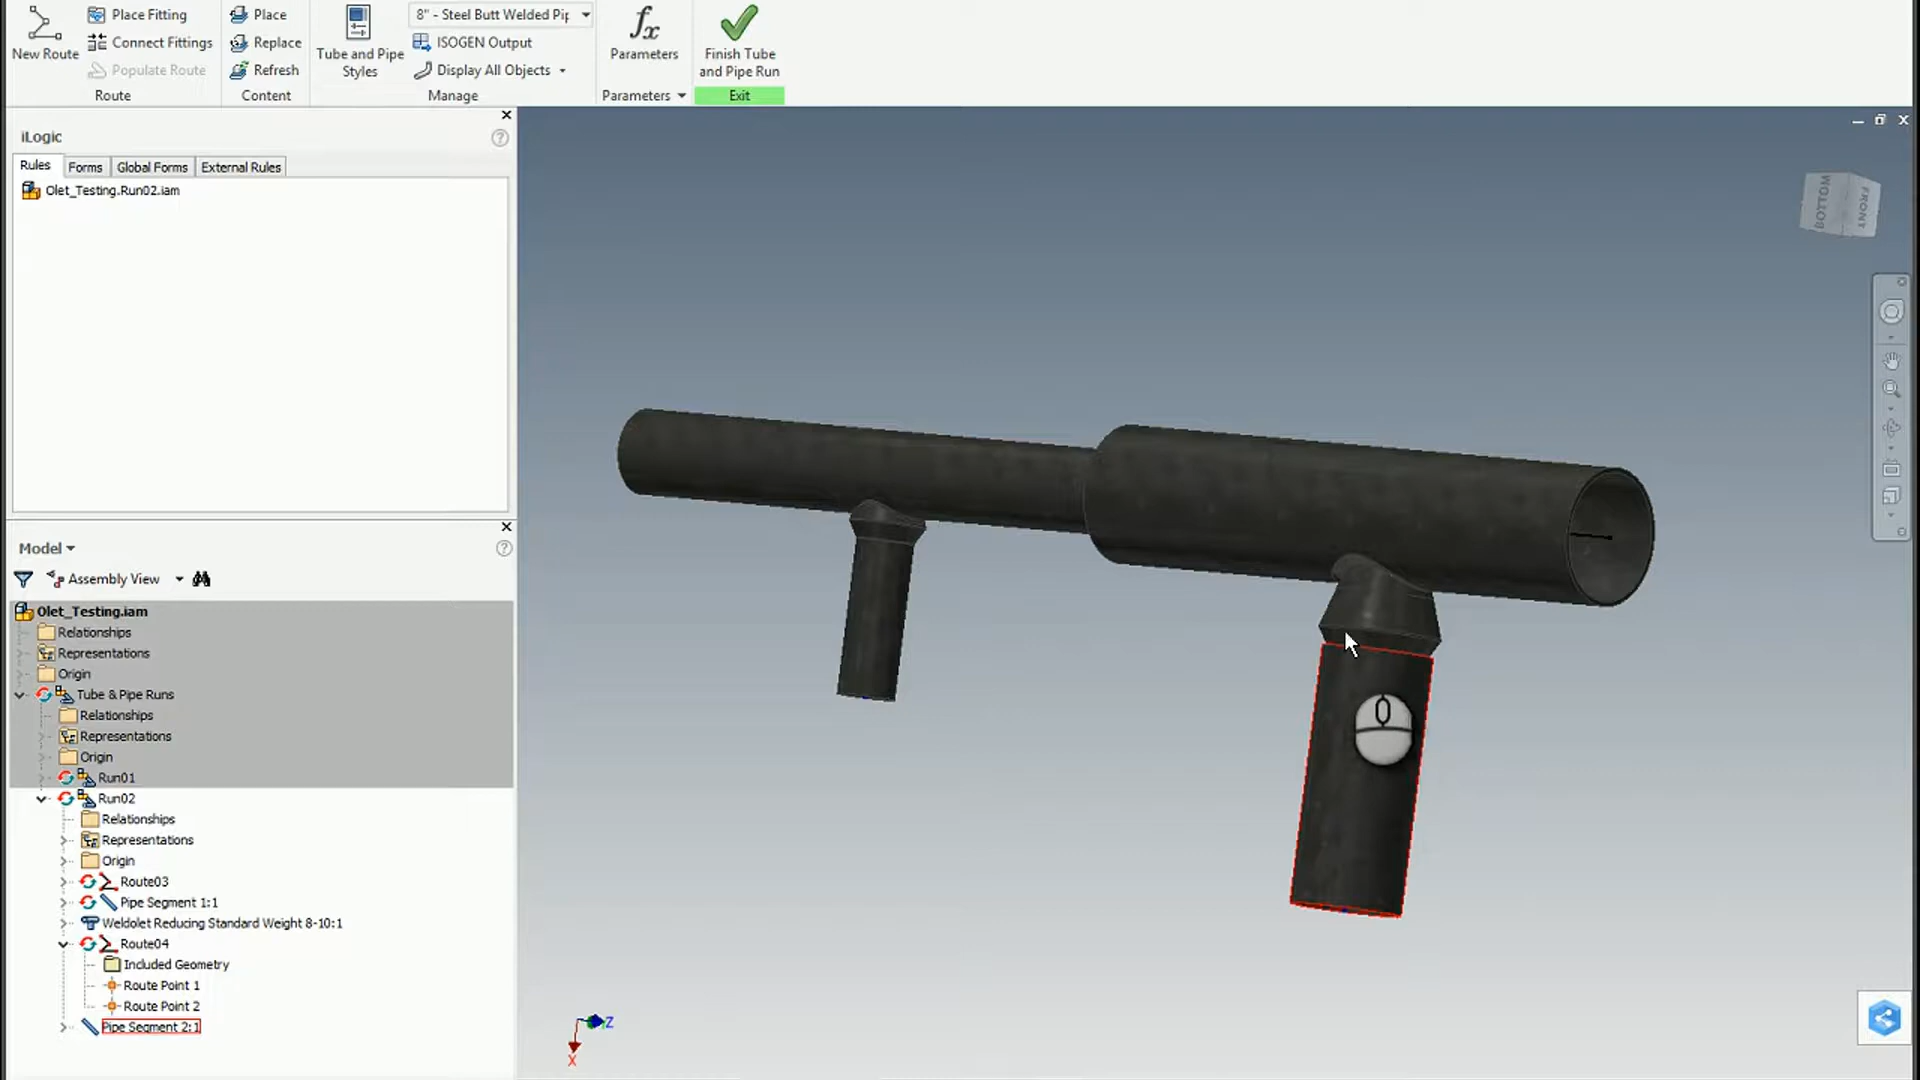 New Route
Place Fitting
Connect Fittings
Populate Route
Route
Place
Replace
Refresh
Content
Tube and Pipe
Styles
8" - Steel Butt Welded Pip
ISOGEN Output
Display All Objects
Manage
fx
Parameters
Parameters
Finish Tube
and Pipe Run
Exit
iLogic
Rules
Forms
Global Forms
External Rules
Olet_Testing.Run02.iam
Model
Assembly View
Olet_Testing.iam
Relationships
Representations
Origin
Tube & Pipe Runs
Relationships
Representations
Origin
Run01
Run02
Relationships
Representations
Origin
Route03
Pipe Segment 1:1
Weldolet Reducing Standard Weight 8-10:1
Route04
Included Geometry
Route Point 1
Route Point 2
Pipe Segment 2:1
BOTTOM
FRONT
Z
X